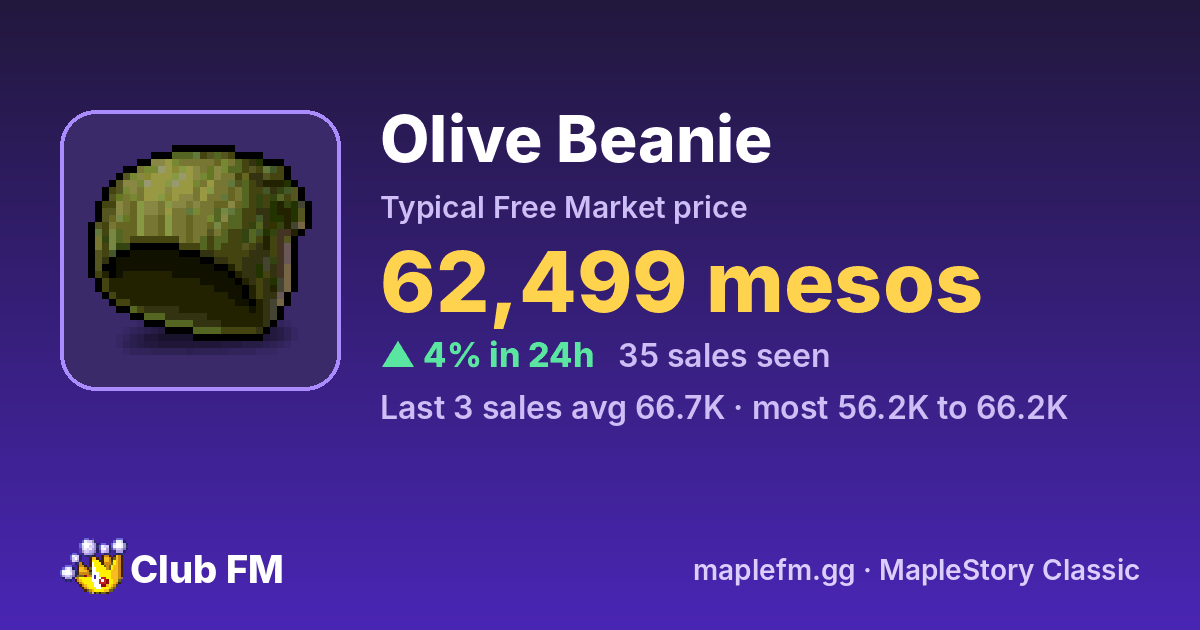 Olive Beanie
Typical Free Market price
62,499 mesos
▲ 4% in 24h 35 sales seen
Last 3 sales avg 66.7K · most 56.2K to 66.2K
Club FM
maplefm.gg · MapleStory Classic